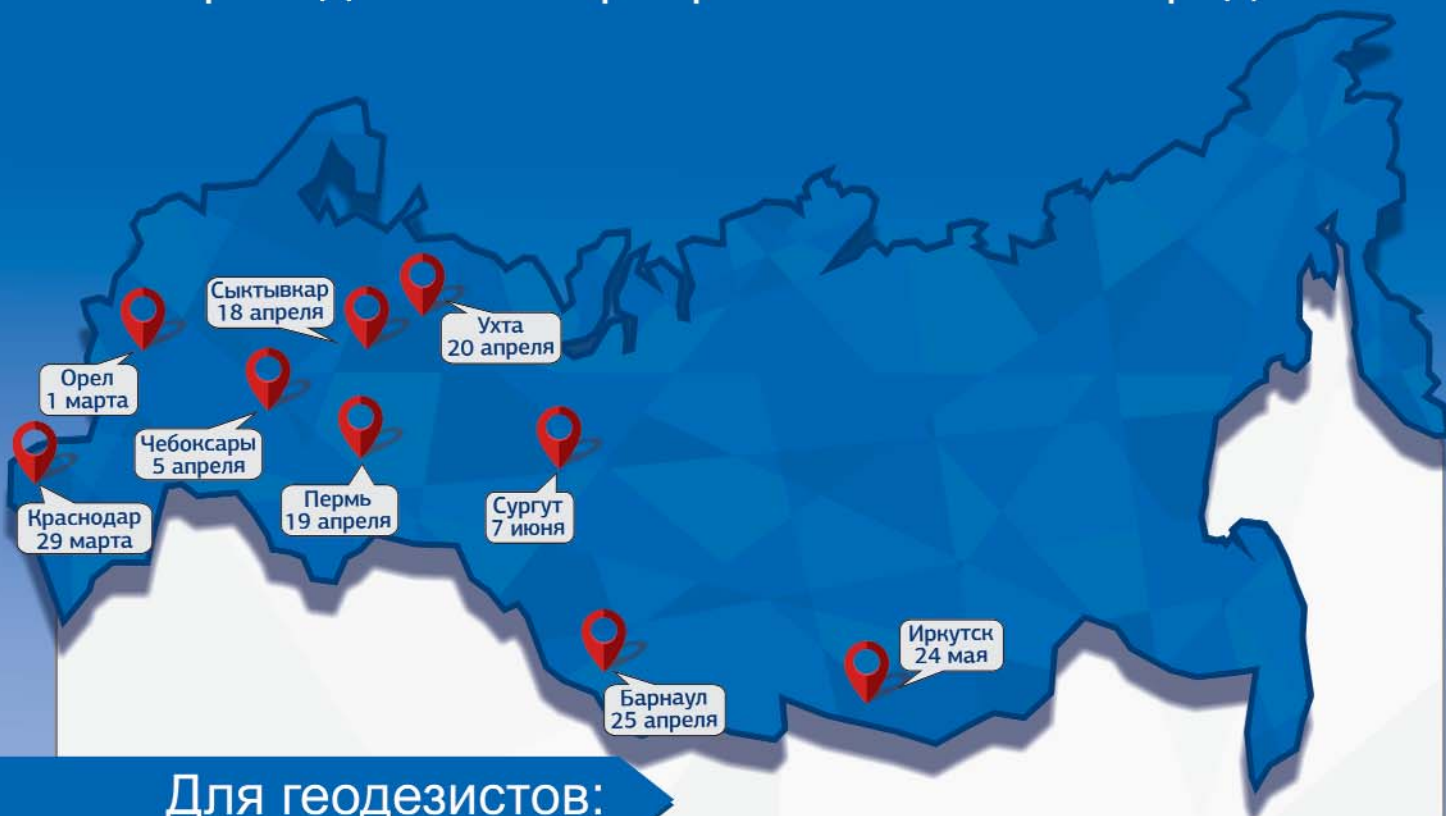 Сыктывкар
18 апреля
Ухта
20 апреля
Орел
1 марта
Чебоксары
5 апреля
Пермь
19 апреля
Сургут
7 июня
Краснодар
29 марта
Иркутск
24 мая
Барнаул
25 апреля
Для геодезистов: